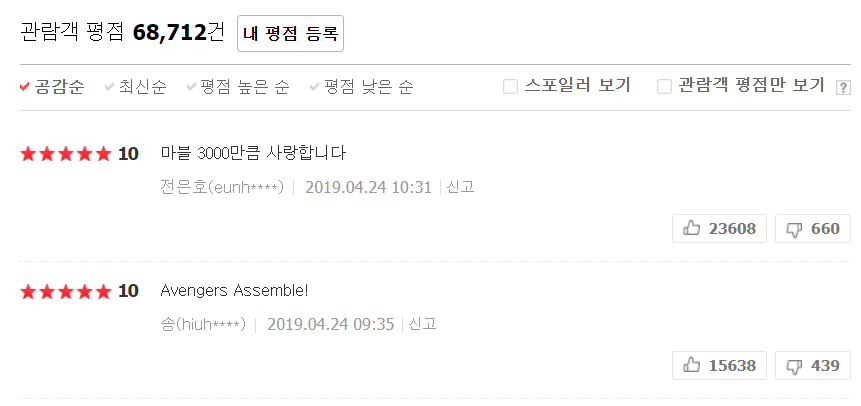 관람객 평점 68,712건 내 평점 등록
공감순 최신순 평점 높은 순 평점 낮은 순 스포일러 보기 관람객 평점만 보기 ?
10 마블 3000만큼 사랑합니다
전은호(eunh****) 2019.04.24 10:31 신고
23608 660
10 Avengers Assemble!
송(hiuh****) 2019.04.24 09:35 신고
15638 439